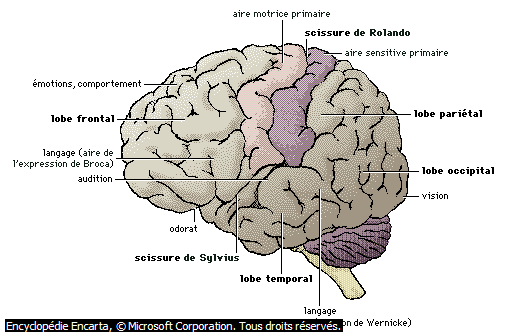 aire motrice primaire
scissure de Rolando
aire sensitive primaire
émotions, comportement
lobe frontal
lobe pariétal
langage (aire de
l'expression de Broca)
audition
lobe occipital
vision
odorat
scissure de Sylvius
lobe temporal
langage
on de Wernicke)
Encyclopédie Encarta, © Microsoft Corporation. Tous droits réservés.